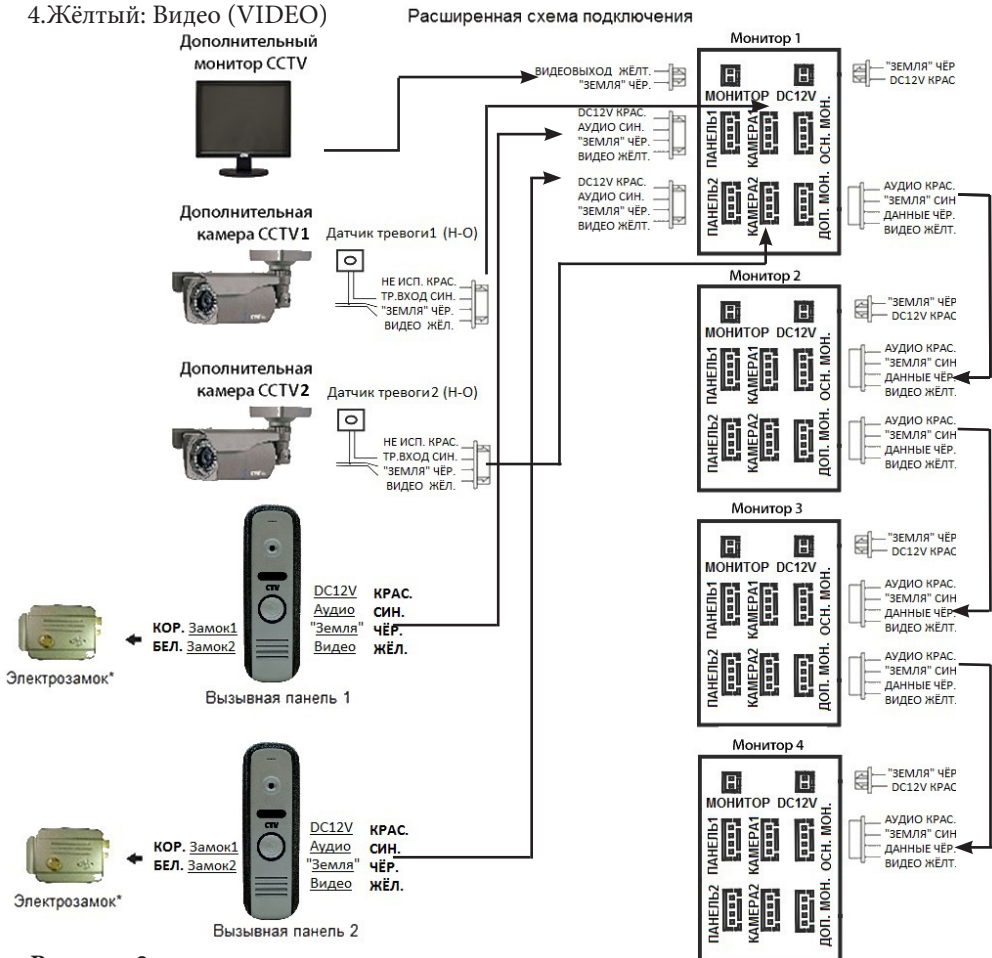 4.Жёлтый: Видео (VIDEO)
Расширенная схема подключения
Дополнительный
монитор CCTV
ВИДЕОВЫХОД ЖЁЛТ.
"ЗЕМЛЯ" ЧЁР.
DC12V КРАС.
АУДИО СИН.
"ЗЕМЛЯ" ЧЁР.
ВИДЕО ЖЁЛТ.
DC12V КРАС.
АУДИО СИН.
"ЗЕМЛЯ" ЧЁР.
ВИДЕО ЖЁЛТ.
Монитор 1
МОНИТОР DC12V
ПАНЕЛЬ1
КАМЕРА1
ОСН. МОН.
ПАНЕЛЬ2
КАМЕРА2
ДОП. МОН.
"ЗЕМЛЯ" ЧЁР
DC12V КРАС
АУДИО КРАС.
"ЗЕМЛЯ" СИН
ДАННЫЕ ЧЁР.
ВИДЕО ЖЁЛТ.
Дополнительная
камера CCTV1
Датчик тревоги1 (Н-О)
НЕ ИСП. КРАС.
ТР.ВХОД СИН.
"ЗЕМЛЯ" ЧЁР.
ВИДЕО ЖЁЛ.
Монитор 2
МОНИТОР DC12V
ПАНЕЛЬ1
КАМЕРА1
ОСН. МОН.
ПАНЕЛЬ2
КАМЕРА2
ДОП. МОН.
"ЗЕМЛЯ" ЧЁР
DC12V КРАС
АУДИО КРАС.
"ЗЕМЛЯ" СИН
ДАННЫЕ ЧЁР.
ВИДЕО ЖЁЛТ.
АУДИО КРАС.
"ЗЕМЛЯ" СИН
ДАННЫЕ ЧЁР.
ВИДЕО ЖЁЛТ.
Дополнительная
камера CCTV2
Датчик тревоги2 (Н-О)
НЕ ИСП. КРАС.
ТР.ВХОД СИН.
"ЗЕМЛЯ" ЧЁР.
ВИДЕО ЖЁЛ.
Монитор 3
МОНИТОР DC12V
ПАНЕЛЬ1
КАМЕРА1
ОСН. МОН.
ПАНЕЛЬ2
КАМЕРА2
ДОП. МОН.
"ЗЕМЛЯ" ЧЁР
DC12V КРАС
АУДИО КРАС.
"ЗЕМЛЯ" СИН
ДАННЫЕ ЧЁР
ВИДЕО ЖЁЛТ.
АУДИО КРАС.
"ЗЕМЛЯ" СИН
ДАННЫЕ ЧЁР.
ВИДЕО ЖЁЛТ.
CTV
DC12V КРАС.
Аудио СИН.
"Земля" ЧЁР.
Видео ЖЁЛ.
КОР. Замок1
БЕЛ. Замок2
Электрозамок*
Вызывная панель 1
Монитор 4
МОНИТОР DC12V
ПАНЕЛЬ1
КАМЕРА1
ОСН. МОН.
ПАНЕЛЬ2
КАМЕРА2
ДОП. МОН.
"ЗЕМЛЯ" ЧЁР
DC12V КРАС
АУДИО КРАС.
"ЗЕМЛЯ" СИН
ДАННЫЕ ЧЁР.
ВИДЕО ЖЁЛТ.
CTV
DC12V КРАС.
Аудио СИН.
"Земля" ЧЁР.
Видео ЖЁЛ.
КОР. Замок1
БЕЛ. Замок2
Электрозамок*
Вызывная панель 2